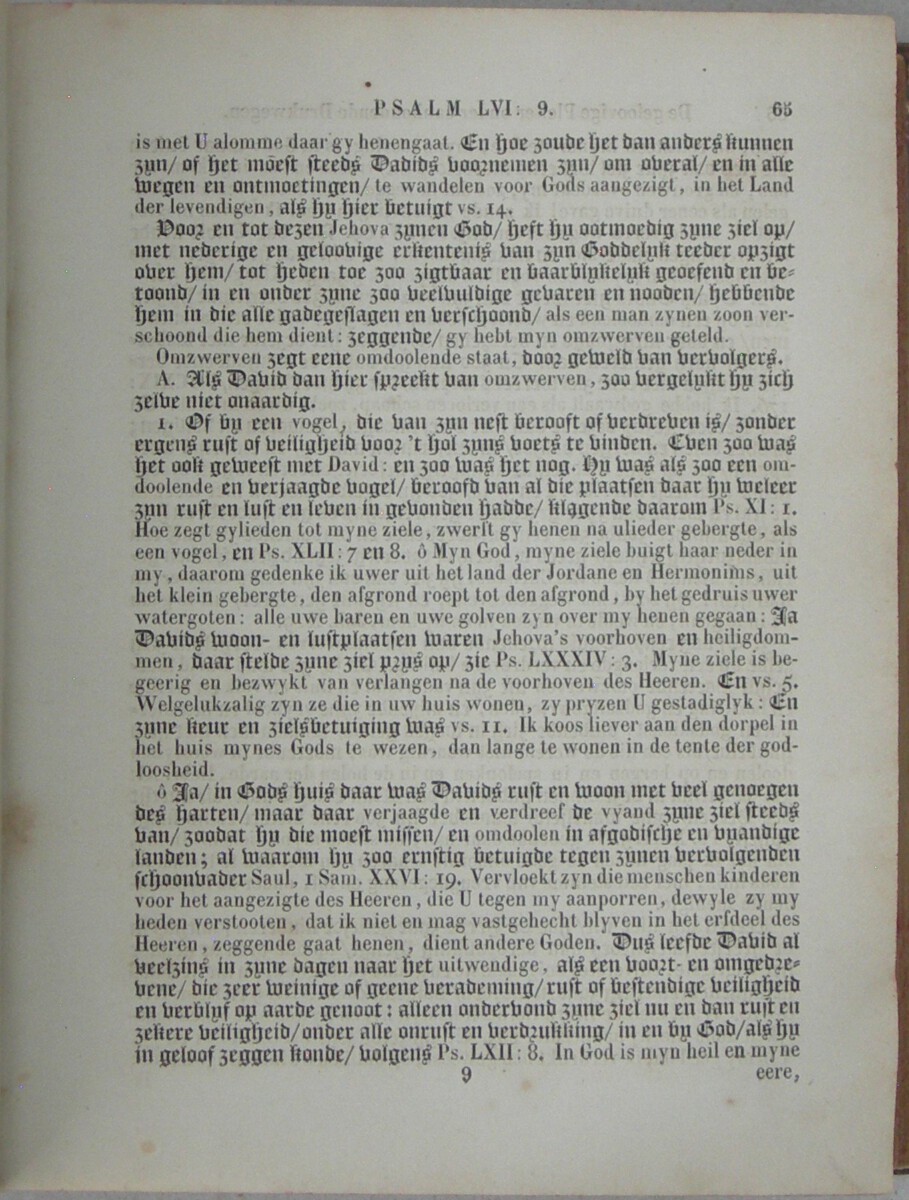 PSALM LVI: 9. 65
is met U alomme daar gy henengaat. En hoe zoude het dan anders kunnen
zyn/ of het moest steeds Davids voornemen zyn/ om overal/ en in alle
wegen en ontmoetingen/ te wandelen voor Gods aangezigt, in het Land
der levendigen, als hy hier betuigt vs. 14.
Voor en tot dezen Jehova zynen God/ heft hy ootmoedig zyne ziel op/
met nederige en geloovige erkentenis van zyn Goddelyk teeder opzigt
over hem/ tot heden toe zoo zigtbaar en baarblykelyk geoefend en be-
toond/ in en onder zyne zoo veelvuldige gevaren en nooden/ hebbende
hem in die alle gadegeslagen en verschoond/ als een man zynen zoon ver-
schoond die hem dient: zeggende/ gy hebt myn omzwerven geteld.
Omzwerven zegt eene omdoolende staat, door geweld van vervolgers.
A. Als David van hier spreekt van omzwerven, zoo vergelykt hy zich
zelve niet onaardig.
1. Of by een vogel, die van zyn nest berooft of verdreven is/ zonder
ergens rust of veiligheid voor 't hol zyns voets te vinden. Even zoo was
het ook geweest met David: en zoo was het nog. Hy was als zoo een om-
doolende en verjaagde vogel/ beroofd van al die plaatsen daar hy weleer
zyn rust en lust en leven in gevonden hadde/ klagende daarom Ps. XI: 1.
Hoe zegt gylieden tot myne ziele, zwerft gy henen na ulieder gebergte, als
een vogel, en Ps. XLII: 7 en 8. ô Myn God, myne ziele buigt haar neder in
my, daarom gedenke ik uwer uit het land der Jordane en Hermonims, uit
het klein gebergte, den afgrond roept tot den afgrond, by het gedruis uwer
watergoten: alle uwe baren en uwe golven zyn over my henen gegaan: Ja
Davids woon- en lustplaatsen waren Jehova's voorhoven en heiligdom-
men, daar stelde zyne ziel prys op/ zie Ps. LXXXIV: 3. Myne ziele is be-
geerig en bezwykt van verlangen na de voorhoven des Heeren. En vs. 5.
Welgelukzalig zyn ze die in uw huis wonen, zy pryzen U gestadiglyk: En
zyne keur en zielsbetuiging was vs. 11. Ik koos liever aan den dorpel in
het huis mynes Gods te wezen, dan lange te wonen in de tente der god-
loosheid.
ô Ja/ in Gods huis daar was Davids rust en woon met veel genoegen
des harten/ maar daar verjaagde en verdreef de vyand zyne ziel steeds
van/ zoodat hy die moest missen/ en omdoolen in afgodische en vyandige
landen; al waarom hy zoo ernstig betuigde tegen zynen vervolgenden
schoonvader Saul, 1 Sam. XXVI: 19. Vervloekt zyn die menschen kinderen
voor het aangezigte des Heeren, die U tegen my aanporren, dewyle zy my
heden verstooten, dat ik niet en mag vastgehecht blyven in het erfdeel des
Heeren, zeggende gaat henen, dient andere Goden. Dus leefde David al
veelzins in zyne dagen naar het uitwendige, als een voort- en omgedre-
vene/ die zeer weinige of geene verademing/ rust of bestendige veiligheid
en verblyf op aarde genoot: alleen ondervond zyne ziel nu en dan rust en
zekere veiligheid/ onder alle onrust en verdrukking/ in en by God/ als hy
in geloof zeggen konde/ volgens Ps. LXII: 8. In God is myn heil en myne
9 eere,